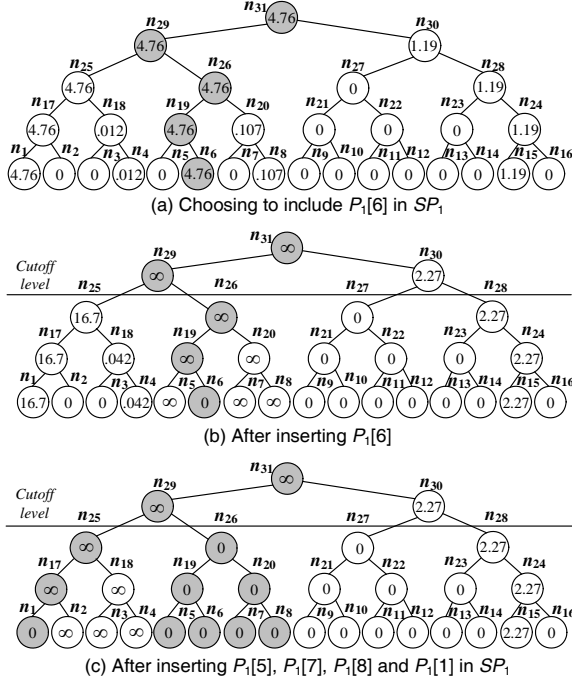 n31
n29 4.76 n30
4.76 1.19
n25 n26 n27 n28
4.76 4.76 0 1.19
n17 n18 n19 n20 n21 n22 n23 n24
4.76 .012 4.76 .107 0 0 0 1.19
n1 n2 n3 n4 n5 n6 n7 n8 n9 n10 n11 n12 n13 n14 n15 n16
4.76 0 0 .012 0 4.76 0 .107 0 0 0 0 0 0 1.19 0
(a) Choosing to include P1[6] in SP1
n31
n29 ∞ n30
Cutoff level
∞ 2.27
n25 n26 n27 n28
16.7 ∞ 0 2.27
n17 n18 n19 n20 n21 n22 n23 n24
16.7 .042 ∞ ∞ 0 0 0 2.27
n1 n2 n3 n4 n5 n6 n7 n8 n9 n10 n11 n12 n13 n14 n15 n16
16.7 0 0 .042 ∞ 0 ∞ ∞ 0 0 0 0 0 0 2.27 0
(b) After inserting P1[6]
n31
n29 ∞ n30
Cutoff level
∞ 2.27
n25 n26 n27 n28
∞ 0 0 2.27
n17 n18 n19 n20 n21 n22 n23 n24
∞ ∞ 0 0 0 0 0 2.27
n1 n2 n3 n4 n5 n6 n7 n8 n9 n10 n11 n12 n13 n14 n15 n16
0 ∞ ∞ ∞ 0 0 0 0 0 0 0 0 0 0 2.27 0
(c) After inserting P1[5], P1[7], P1[8] and P1[1] in SP1